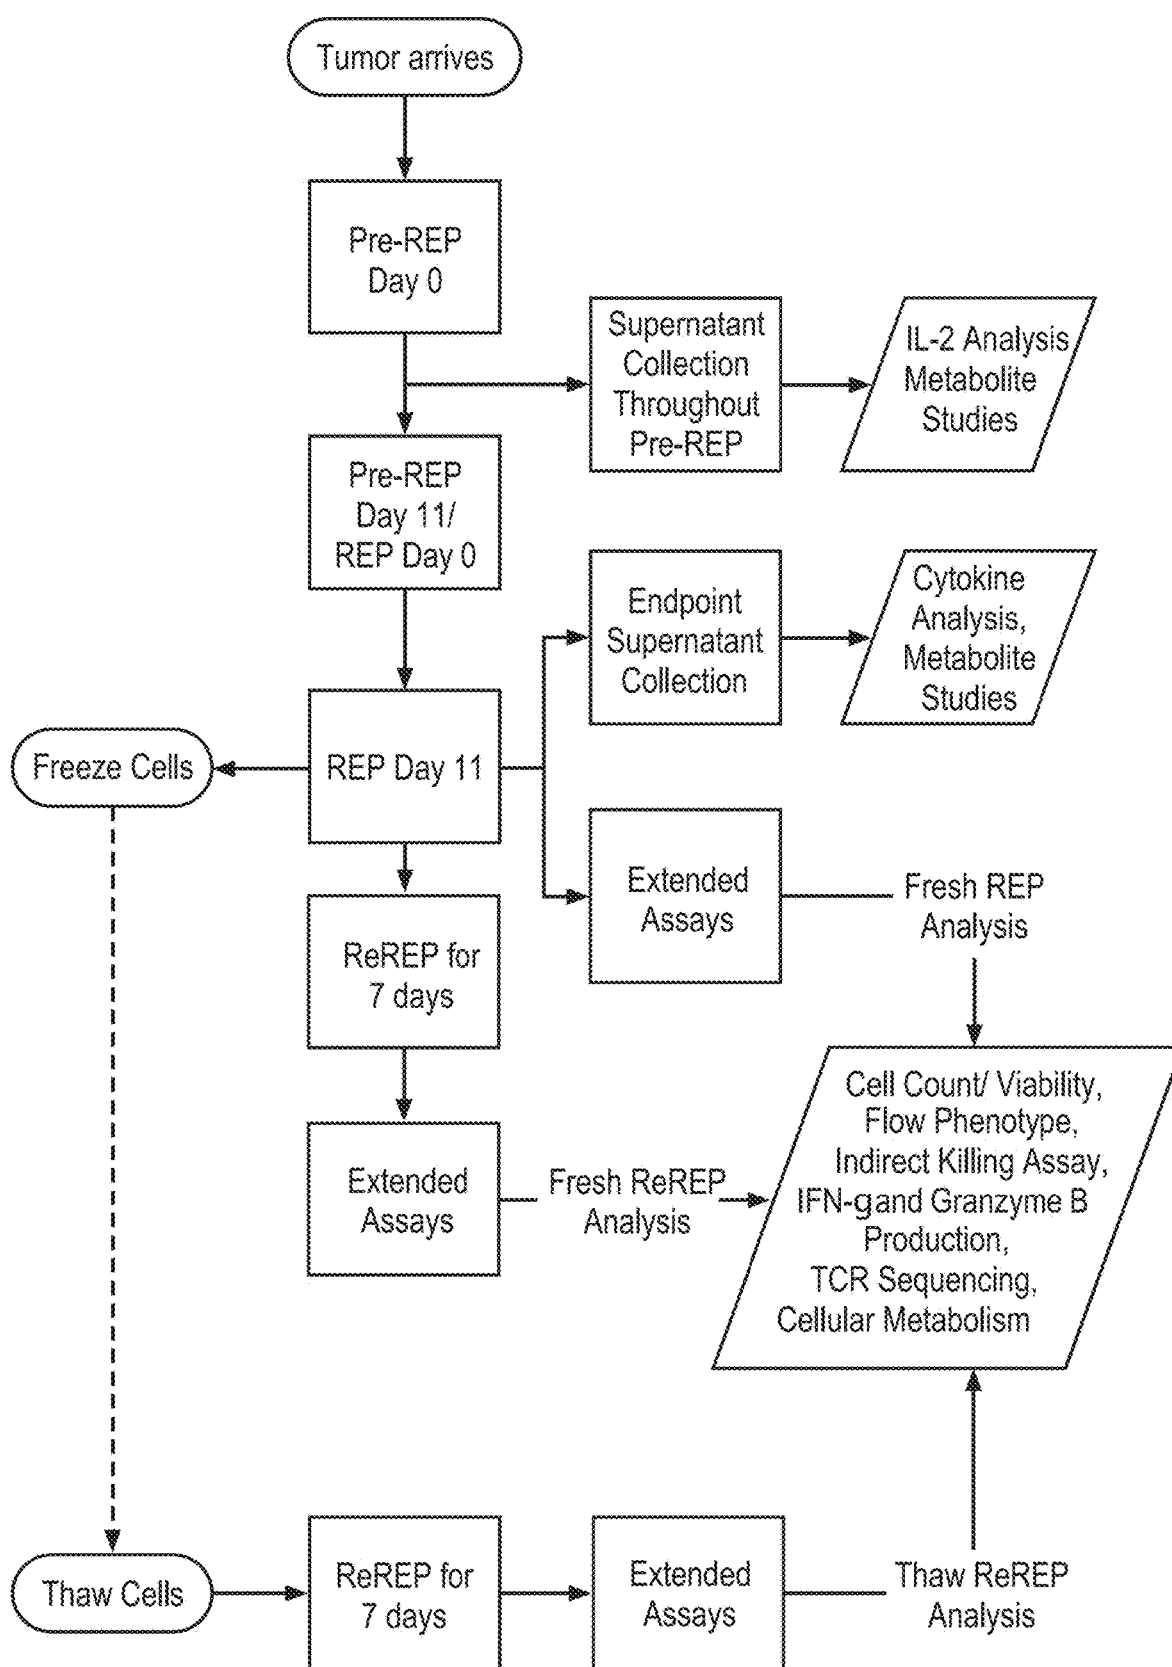 Tumor arrives
Pre-REP
Day 0
Supernatant
Collection
Throughout
Pre-REP
IL-2 Analysis
Metabolite
Studies
Pre-REP
Day 11/
REP Day 0
Endpoint
Supernatant
Collection
Cytokine
Analysis,
Metabolite
Studies
Freeze Cells
REP Day 11
Extended
Assays
Fresh REP
Analysis
ReREP for
7 days
Extended
Assays
Fresh ReREP
Analysis
Cell Count/ Viability,
Flow Phenotype,
Indirect Killing Assay,
IFN-gand Granzyme B
Production,
TCR Sequencing,
Cellular Metabolism
Thaw Cells
ReREP for
7 days
Extended
Assays
Thaw ReREP
Analysis